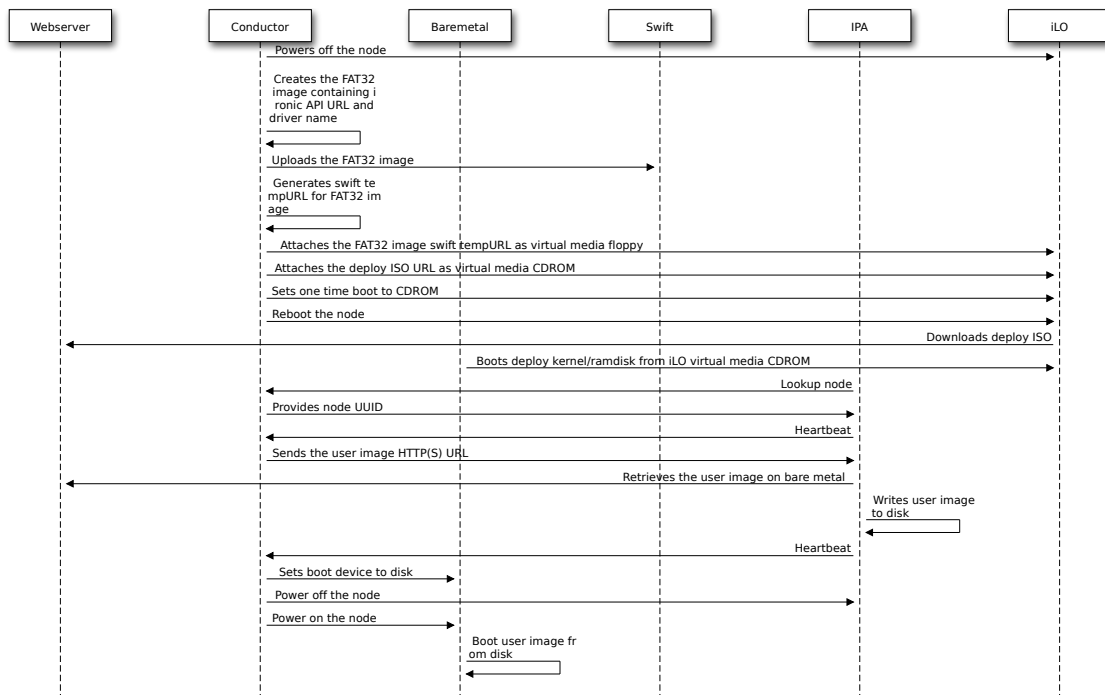 Webserver
Conductor
Baremetal
Swift
IPA
iLO
Powers off the node
Creates the FAT32
image containing i
ronic API URL and
driver name
Uploads the FAT32 image
Generates swift te
mpURL for FAT32 im
age
Attaches the FAT32 image swift tempURL as virtual media floppy
Attaches the deploy ISO URL as virtual media CDROM
Sets one time boot to CDROM
Reboot the node
Downloads deploy ISO
Boots deploy kernel/ramdisk from iLO virtual media CDROM
Lookup node
Provides node UUID
Heartbeat
Sends the user image HTTP(S) URL
Retrieves the user image on bare metal
Writes user image
to disk
Heartbeat
Sets boot device to disk
Power off the node
Power on the node
Boot user image fr
om disk